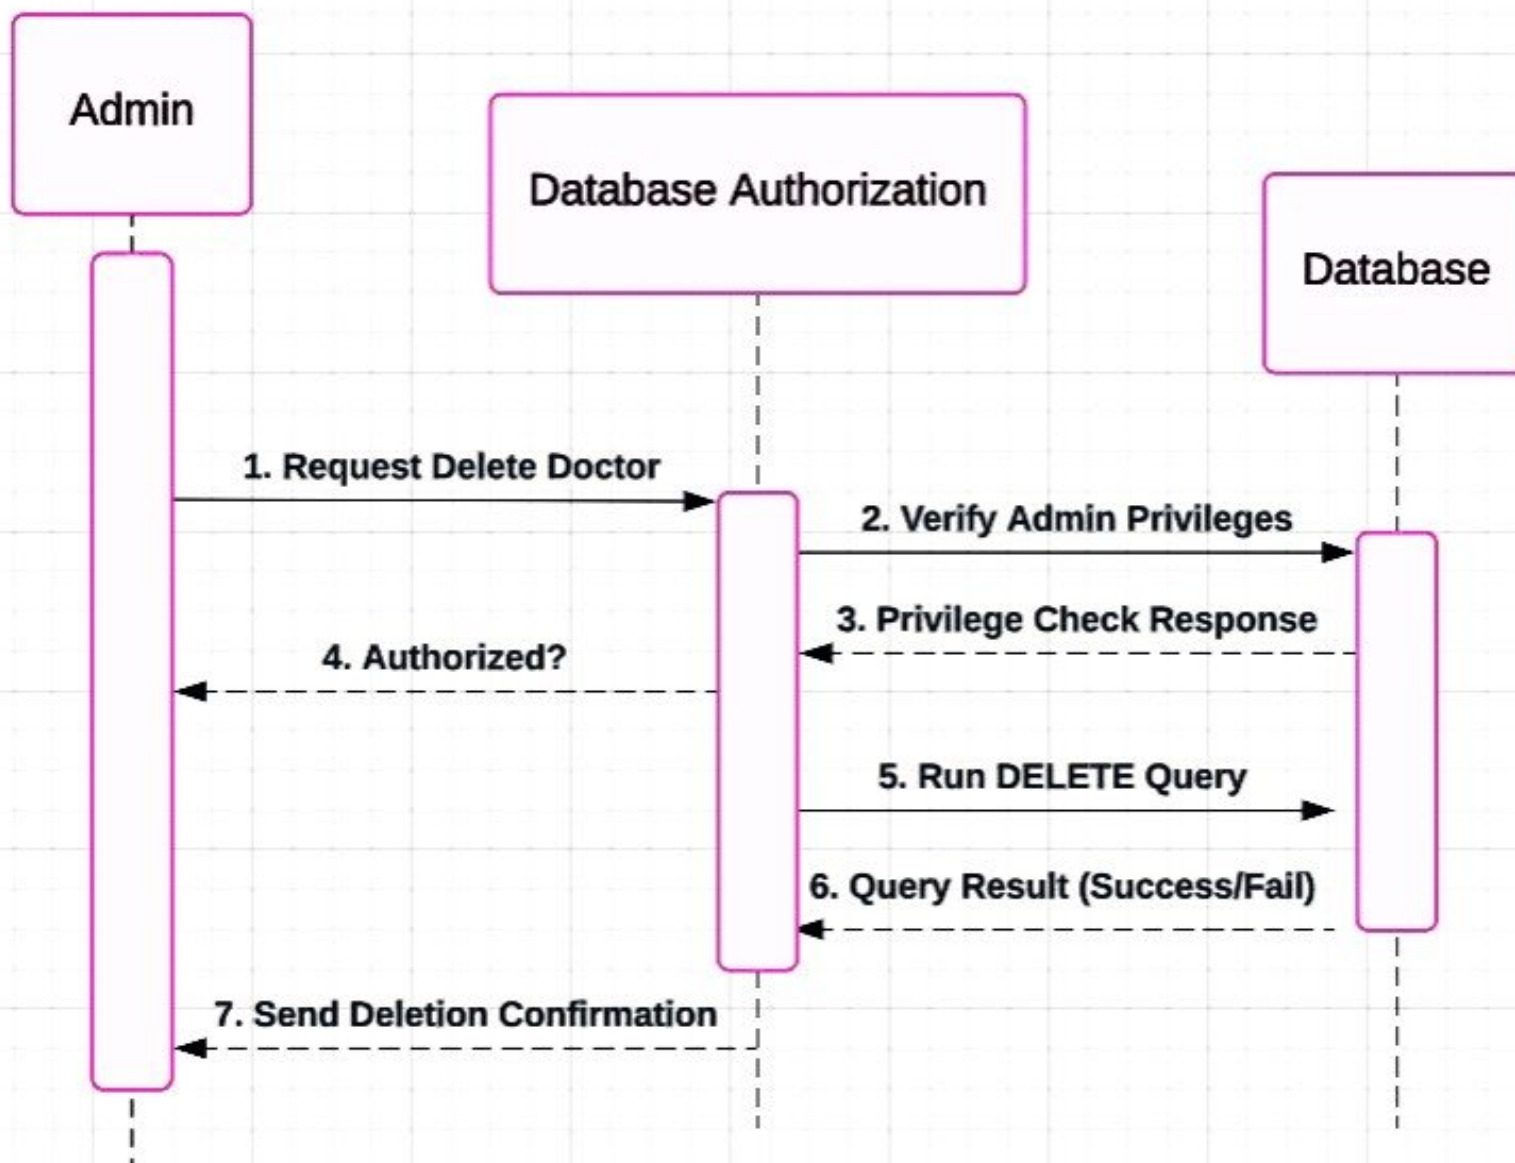 Admin
Database Authorization
Database
1. Request Delete Doctor
2. Verify Admin Privileges
3. Privilege Check Response
4. Authorized?
5. Run DELETE Query
6. Query Result (Success/Fail)
7. Send Deletion Confirmation